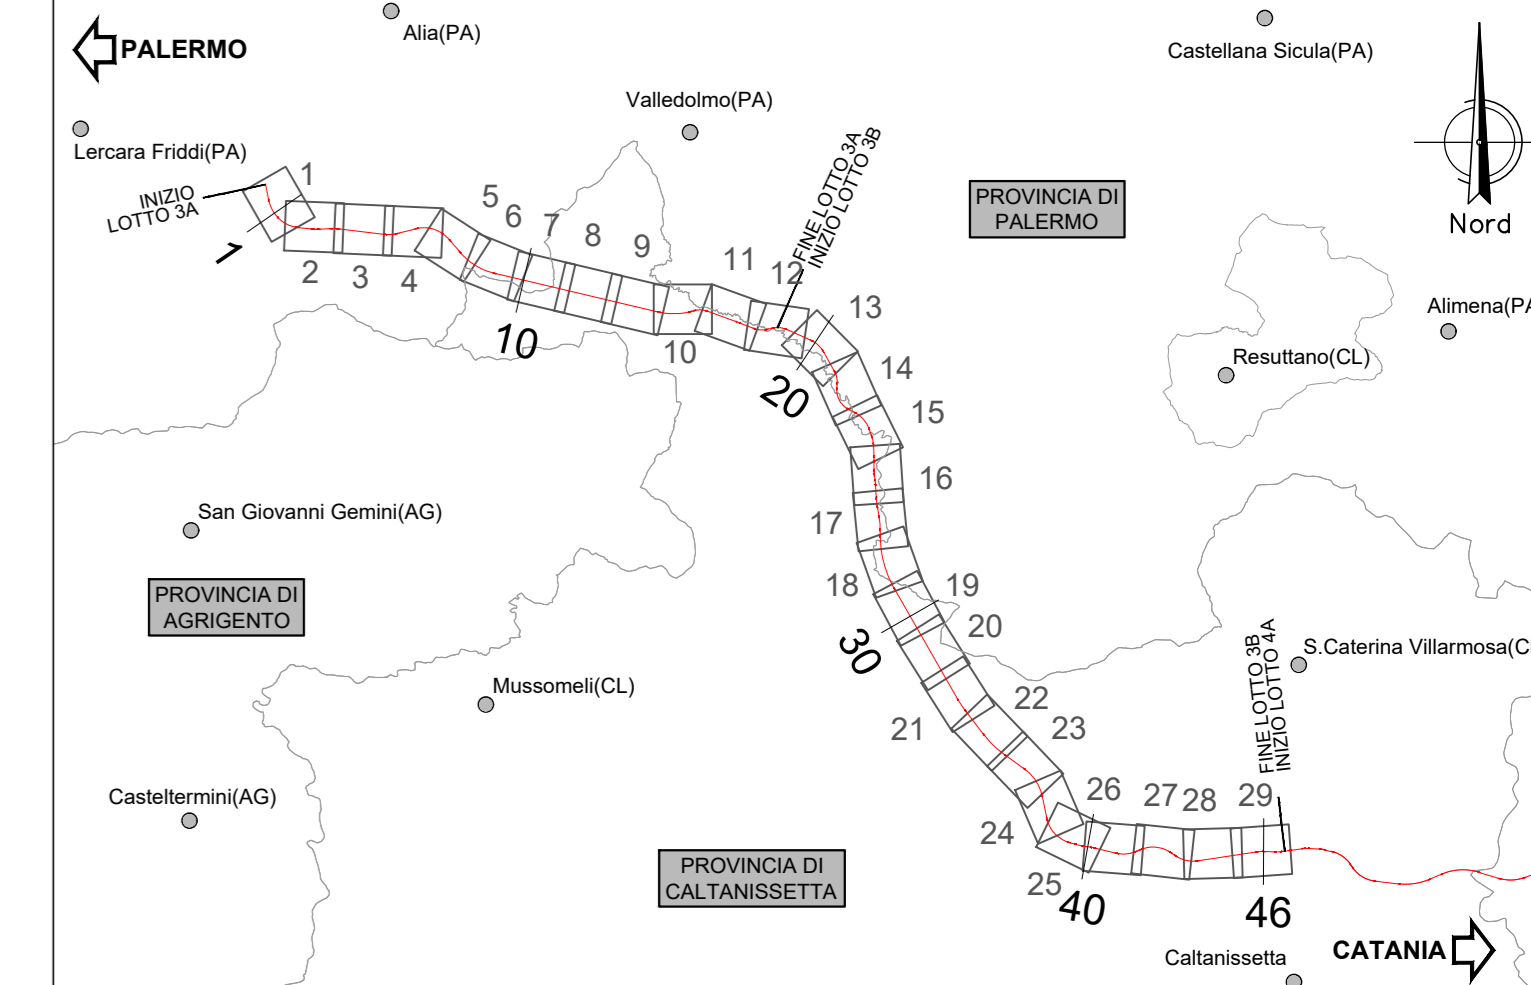 Alia(PA)
PALERMO
Castellana Sicula(PA)
Valledolmo(PA)
Lercara Friddi(PA)
INIZIO
LOTTO 3A
FINE LOTTO 3A
INIZIO LOTTO 3B
PROVINCIA DI
PALERMO
Nord
1
1
2
3
4
5
6
7
8
9
10
10
11
12
13
14
15
16
17
18
19
20
20
21
22
23
24
25
26
27
28
29
30
40
46
Alimena(PA
Resuttano(CL)
San Giovanni Gemini(AG)
PROVINCIA DI
AGRIGENTO
Mussomeli(CL)
FINE LOTTO 3B
INIZIO LOTTO 4A
S.Caterina Villarmosa(C
Casteltermini(AG)
PROVINCIA DI
CALTANISSETTA
Caltanissetta
CATANIA